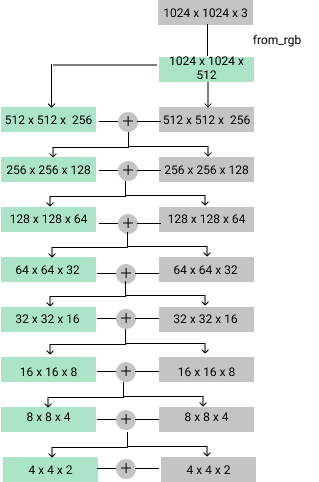 1024 x 1024 x 3
from_rgb
1024 x 1024 x
512
512 x 512 x 256
+
512 x 512 x 256
256 x 256 x 128
+
256 x 256 x 128
128 x 128 x 64
+
128 x 128 x 64
64 x 64 x 32
+
64 x 64 x 32
32 x 32 x 16
+
32 x 32 x 16
16 x 16 x 8
+
16 x 16 x 8
8 x 8 x 4
+
8 x 8 x 4
4 x 4 x 2
+
4 x 4 x 2